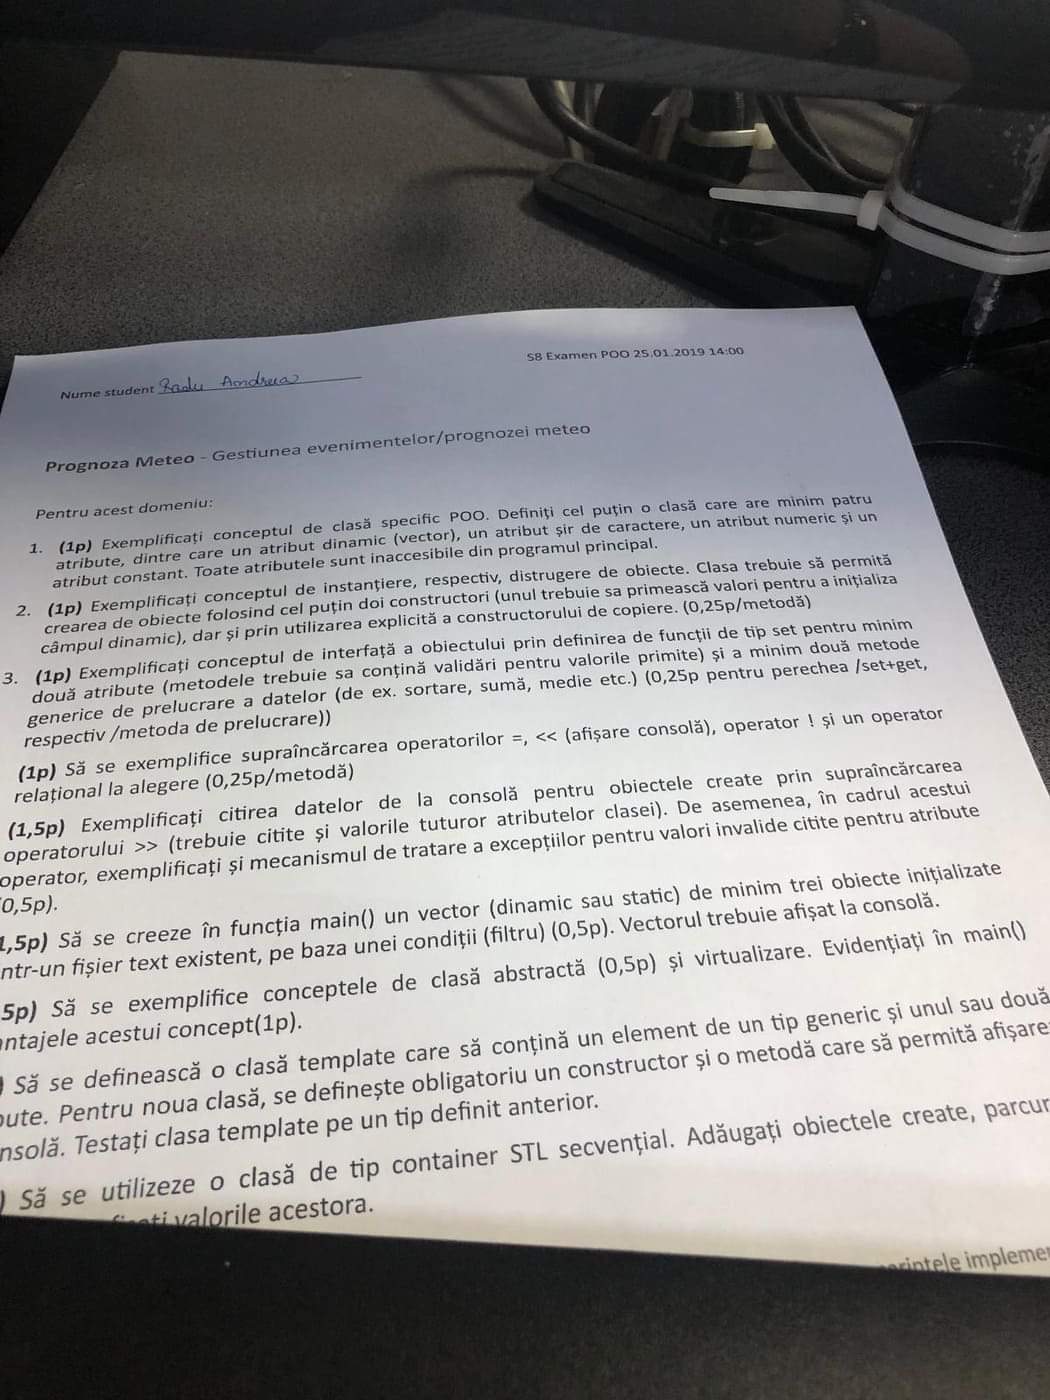 S8 Examen POO 25.01.2019 14:00
Nume student Radu Andreea
Prognoza Meteo - Gestiunea evenimentelor/prognozei meteo
Pentru acest domeniu:
1. (1p) Exemplificați conceptul de clasă specific POO. Definiți cel puțin o clasă care are minim patru
atribute, dintre care un atribut dinamic (vector), un atribut șir de caractere, un atribut numeric și un
atribut constant. Toate atributele sunt inaccesibile din programul principal.
2. (1p) Exemplificați conceptul de instanțiere, respectiv, distrugere de obiecte. Clasa trebuie să permită
crearea de obiecte folosind cel puțin doi constructori (unul trebuie sa primească valori pentru a inițializa
câmpul dinamic), dar și prin utilizarea explicită a constructorului de copiere. (0,25p/metodă)
3. (1p) Exemplificați conceptul de interfață a obiectului prin definirea de funcții de tip set pentru minim
două atribute (metodele trebuie sa conțină validări pentru valorile primite) și a minim două metode
generice de prelucrare a datelor (de ex. sortare, sumă, medie etc.) (0,25p pentru perechea /set+get,
respectiv /metoda de prelucrare))
(1p) Să se exemplifice supraîncărcarea operatorilor =, << (afișare consolă), operator ! și un operator
relațional la alegere (0,25p/metodă)
(1,5p) Exemplificați citirea datelor de la consolă pentru obiectele create prin supraîncărcarea
operatorului >> (trebuie citite și valorile tuturor atributelor clasei). De asemenea, în cadrul acestui
operator, exemplificați și mecanismul de tratare a excepțiilor pentru valori invalide citite pentru atribute
0,5p).
1,5p) Să se creeze în funcția main() un vector (dinamic sau static) de minim trei obiecte inițializate
ntr-un fișier text existent, pe baza unei condiții (filtru) (0,5p). Vectorul trebuie afișat la consolă.
5p) Să se exemplifice conceptele de clasă abstractă (0,5p) și virtualizare. Evidențiați în main()
ntajele acestui concept(1p).
) Să se definească o clasă template care să conțină un element de un tip generic și unul sau două
bute. Pentru noua clasă, se definește obligatoriu un constructor și o metodă care să permită afișare
nsolă. Testați clasa template pe un tip definit anterior.
) Să se utilizeze o clasă de tip container STL secvențial. Adăugați obiectele create, parcur
valorile acestora.
implemen